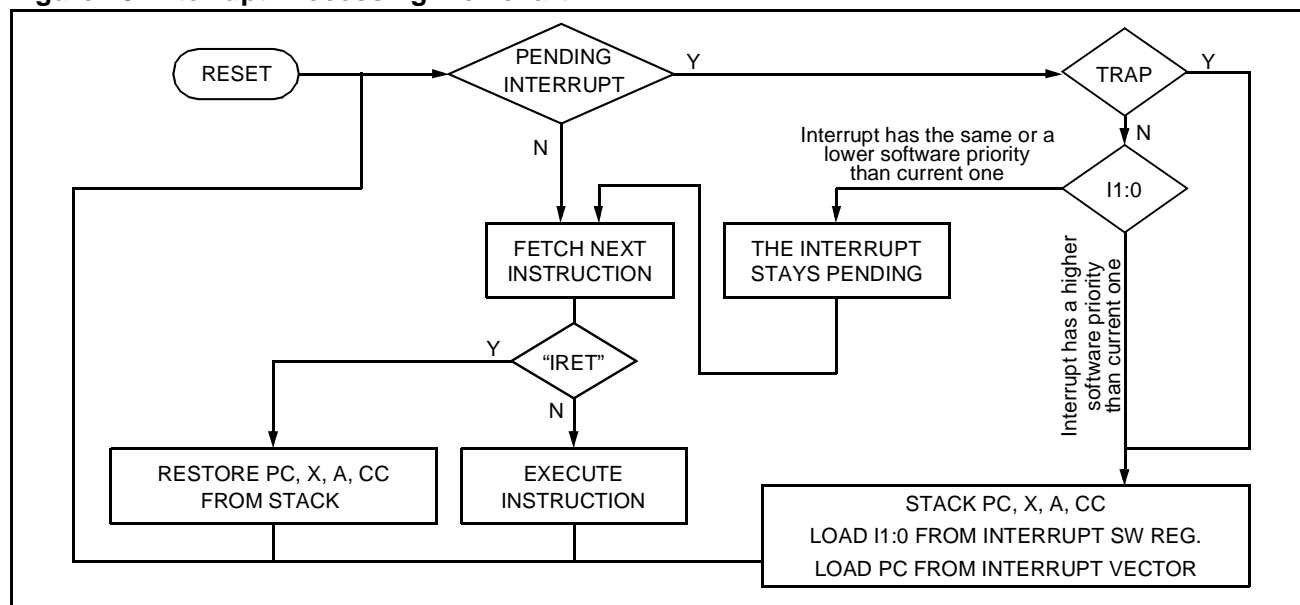 RESET
PENDING
INTERRUPT
Y
TRAP
Y
N
N
Interrupt has the same or a
lower software priority
than current one
I1:0
FETCH NEXT
INSTRUCTION
THE INTERRUPT
STAYS PENDING
Interrupt has a higher
software priority
than current one
Y
“IRET”
N
RESTORE PC, X, A, CC
FROM STACK
EXECUTE
INSTRUCTION
STACK PC, X, A, CC
LOAD I1:0 FROM INTERRUPT SW REG.
LOAD PC FROM INTERRUPT VECTOR